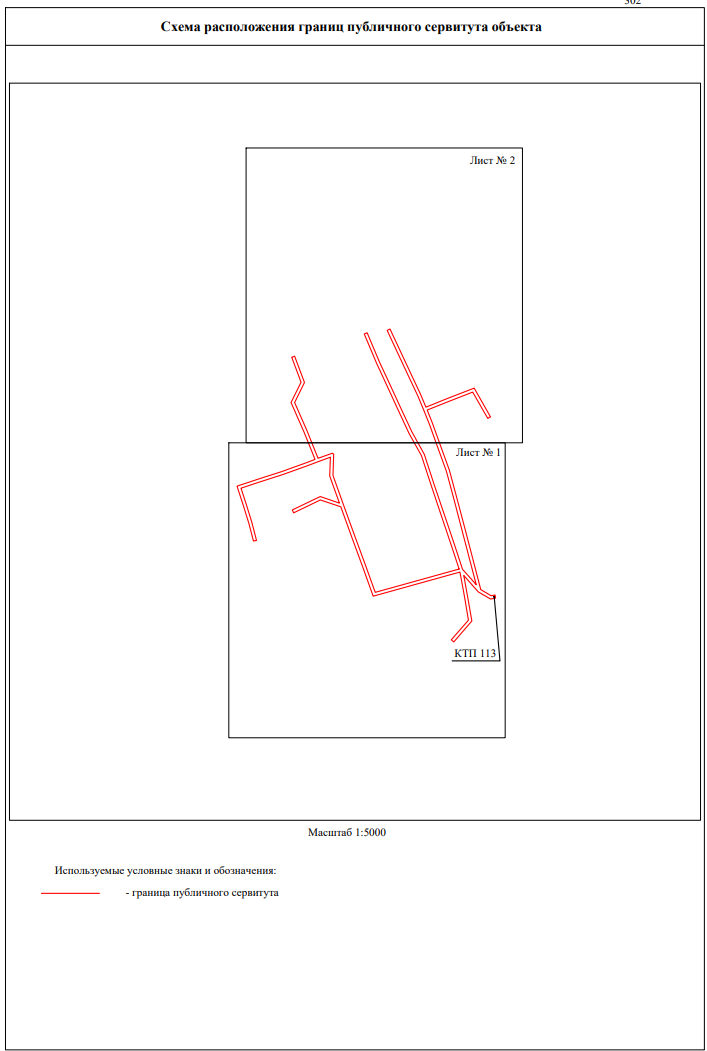 302
Схема расположения границ публичного сервитута объекта
Лист № 2
Лист № 1
КТП 113
Масштаб 1:5000
Используемые условные знаки и обозначения:
- граница публичного сервитута